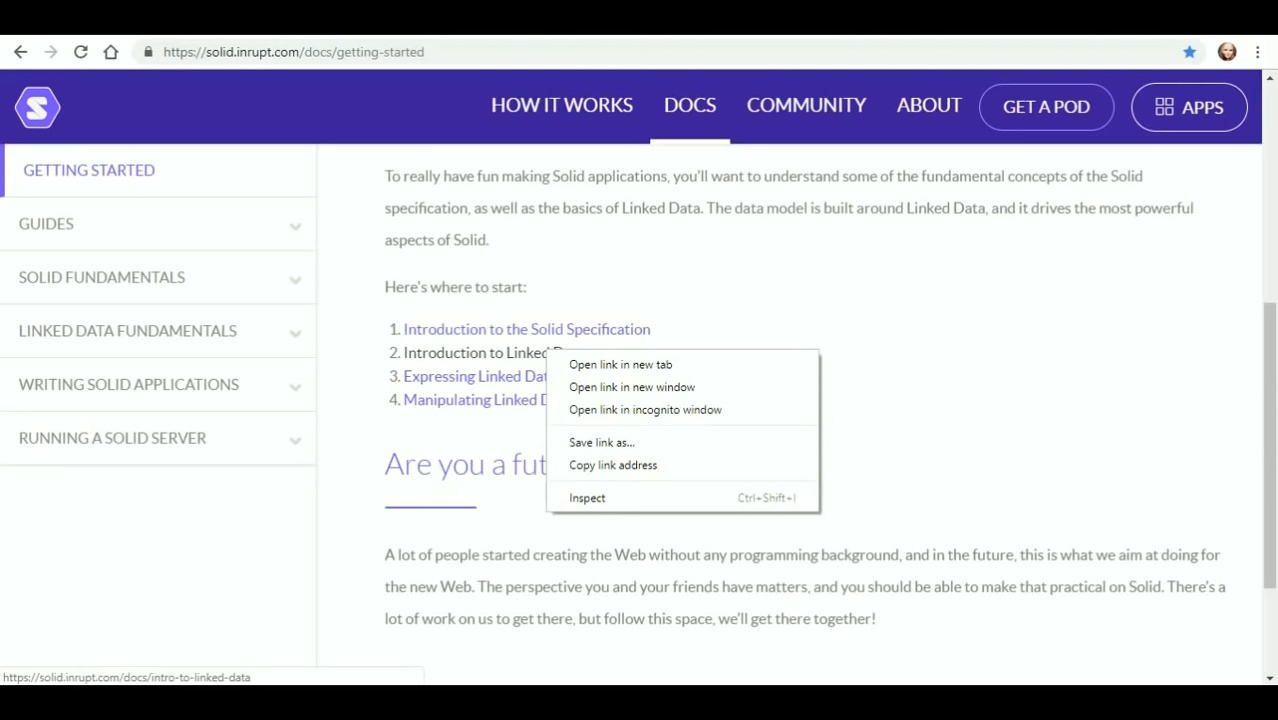 https://solid.inrupt.com/docs/getting-started
S
HOW IT WORKS
DOCS
COMMUNITY
ABOUT
GET A POD
APPS
GETTING STARTED
GUIDES
SOLID FUNDAMENTALS
LINKED DATA FUNDAMENTALS
WRITING SOLID APPLICATIONS
RUNNING A SOLID SERVER
To really have fun making Solid applications, you'll want to understand some of the fundamental concepts of the Solid
specification, as well as the basics of Linked Data. The data model is built around Linked Data, and it drives the most powerful
aspects of Solid.
Here's where to start:
1. Introduction to the Solid Specification
2. Introduction to Linked
3. Expressing Linked Dat
4. Manipulating Linked D
Open link in new tab
Open link in new window
Open link in incognito window
Save link as...
Copy link address
Inspect Ctrl+Shift+I
Are you a fut
A lot of people started creating the Web without any programming background, and in the future, this is what we aim at doing for
the new Web. The perspective you and your friends have matters, and you should be able to make that practical on Solid. There's a
lot of work on us to get there, but follow this space, we'll get there together!
https://solid.inrupt.com/docs/intro-to-linked-data